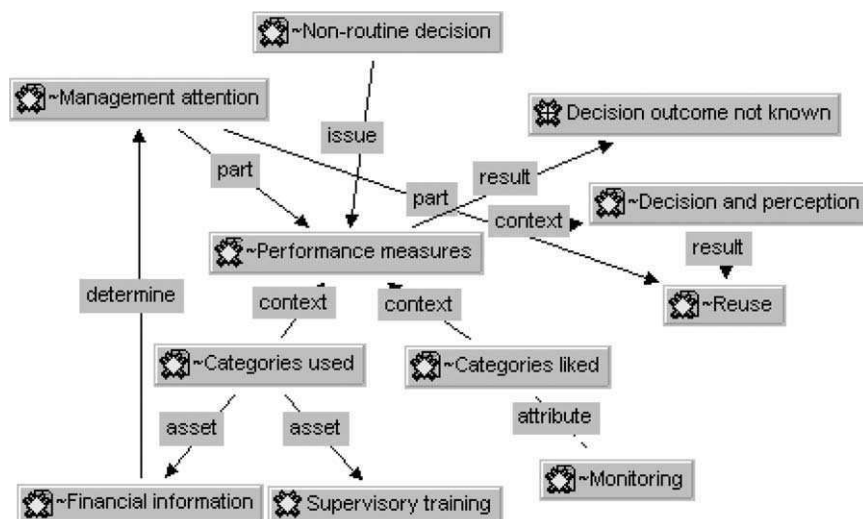 ~Non-routine decision
~Management attention
Decision outcome not known
issue
part
result
part
~Decision and perception
context
~Performance measures
result
determine
context
context
~Reuse
~Categories used
~Categories liked
asset
asset
attribute
~Monitoring
~Financial information
Supervisory training